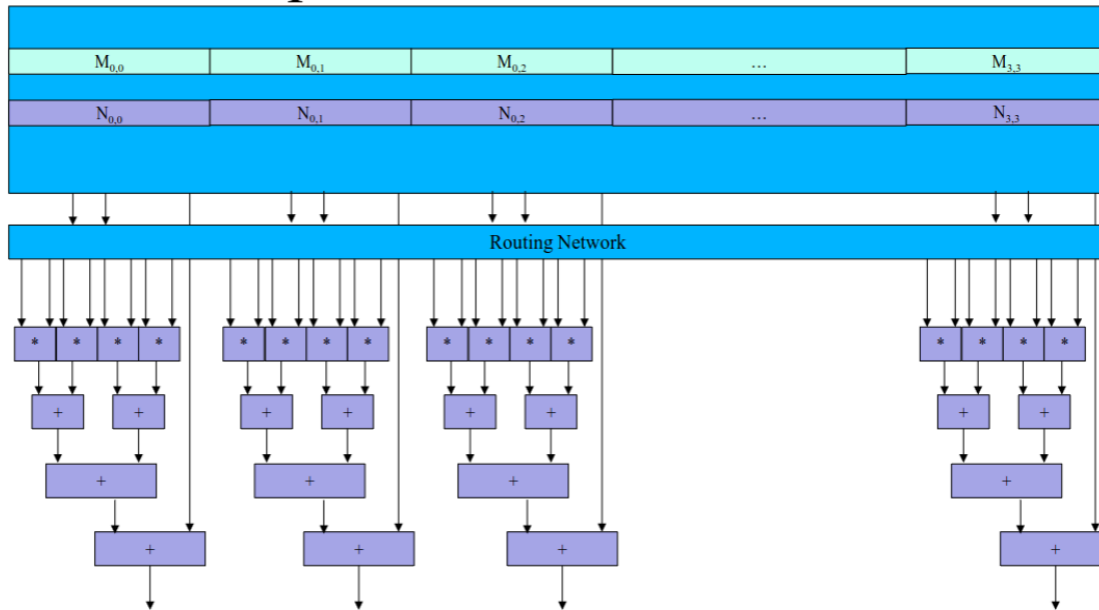 M0,0 M0,1 M0,2 … M3,3
N0,0 N0,1 N0,2 … N3,3
Routing Network
* * * * * * * * * * * * * * * *
+ + + + + + + +
+ + + +
+ + + +